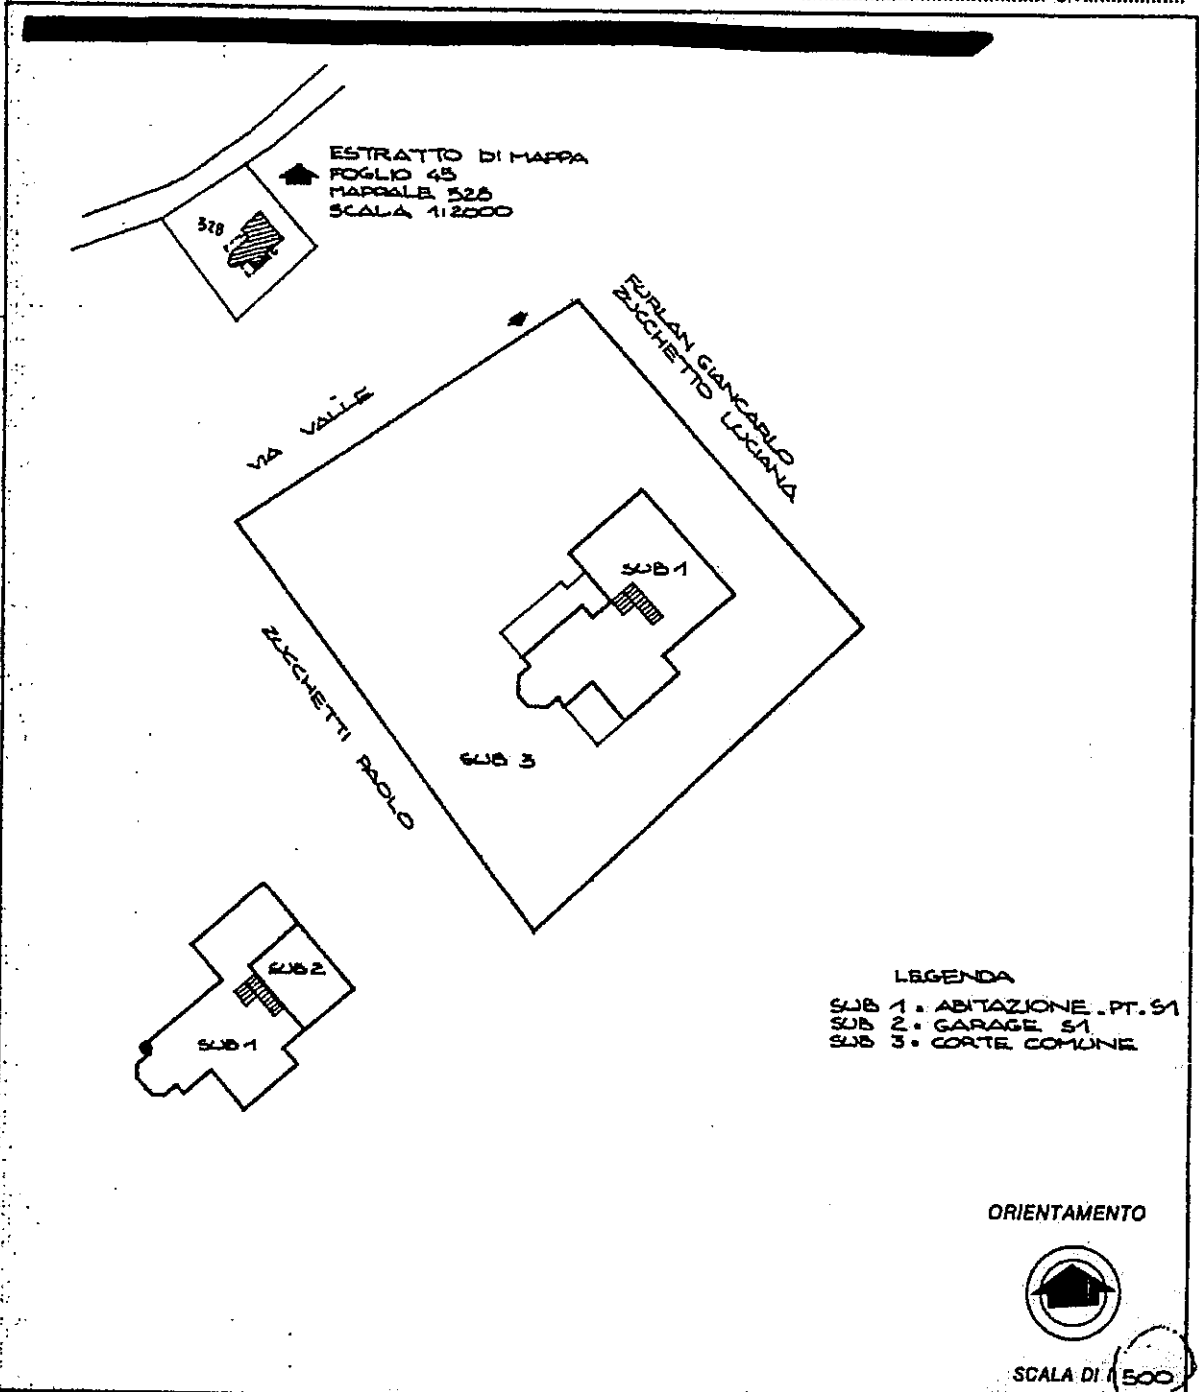 ESTRATTO DI MAPPA
FOGLIO 45
MAPPALE 328
SCALA 1:2000
328
FURLAN GIANCARLO
ZUCCHETTO LUCIANA
VIA VALLE
SUB 1
ZUCCHETTI PAOLO
SUB 3
SUB 2
SUB 1
LEGENDA
SUB 1 = ABITAZIONE. PT. S1
SUB 2 = GARAGE S1
SUB 3 = CORTE COMUNE
ORIENTAMENTO
SCALA DI 1: 500